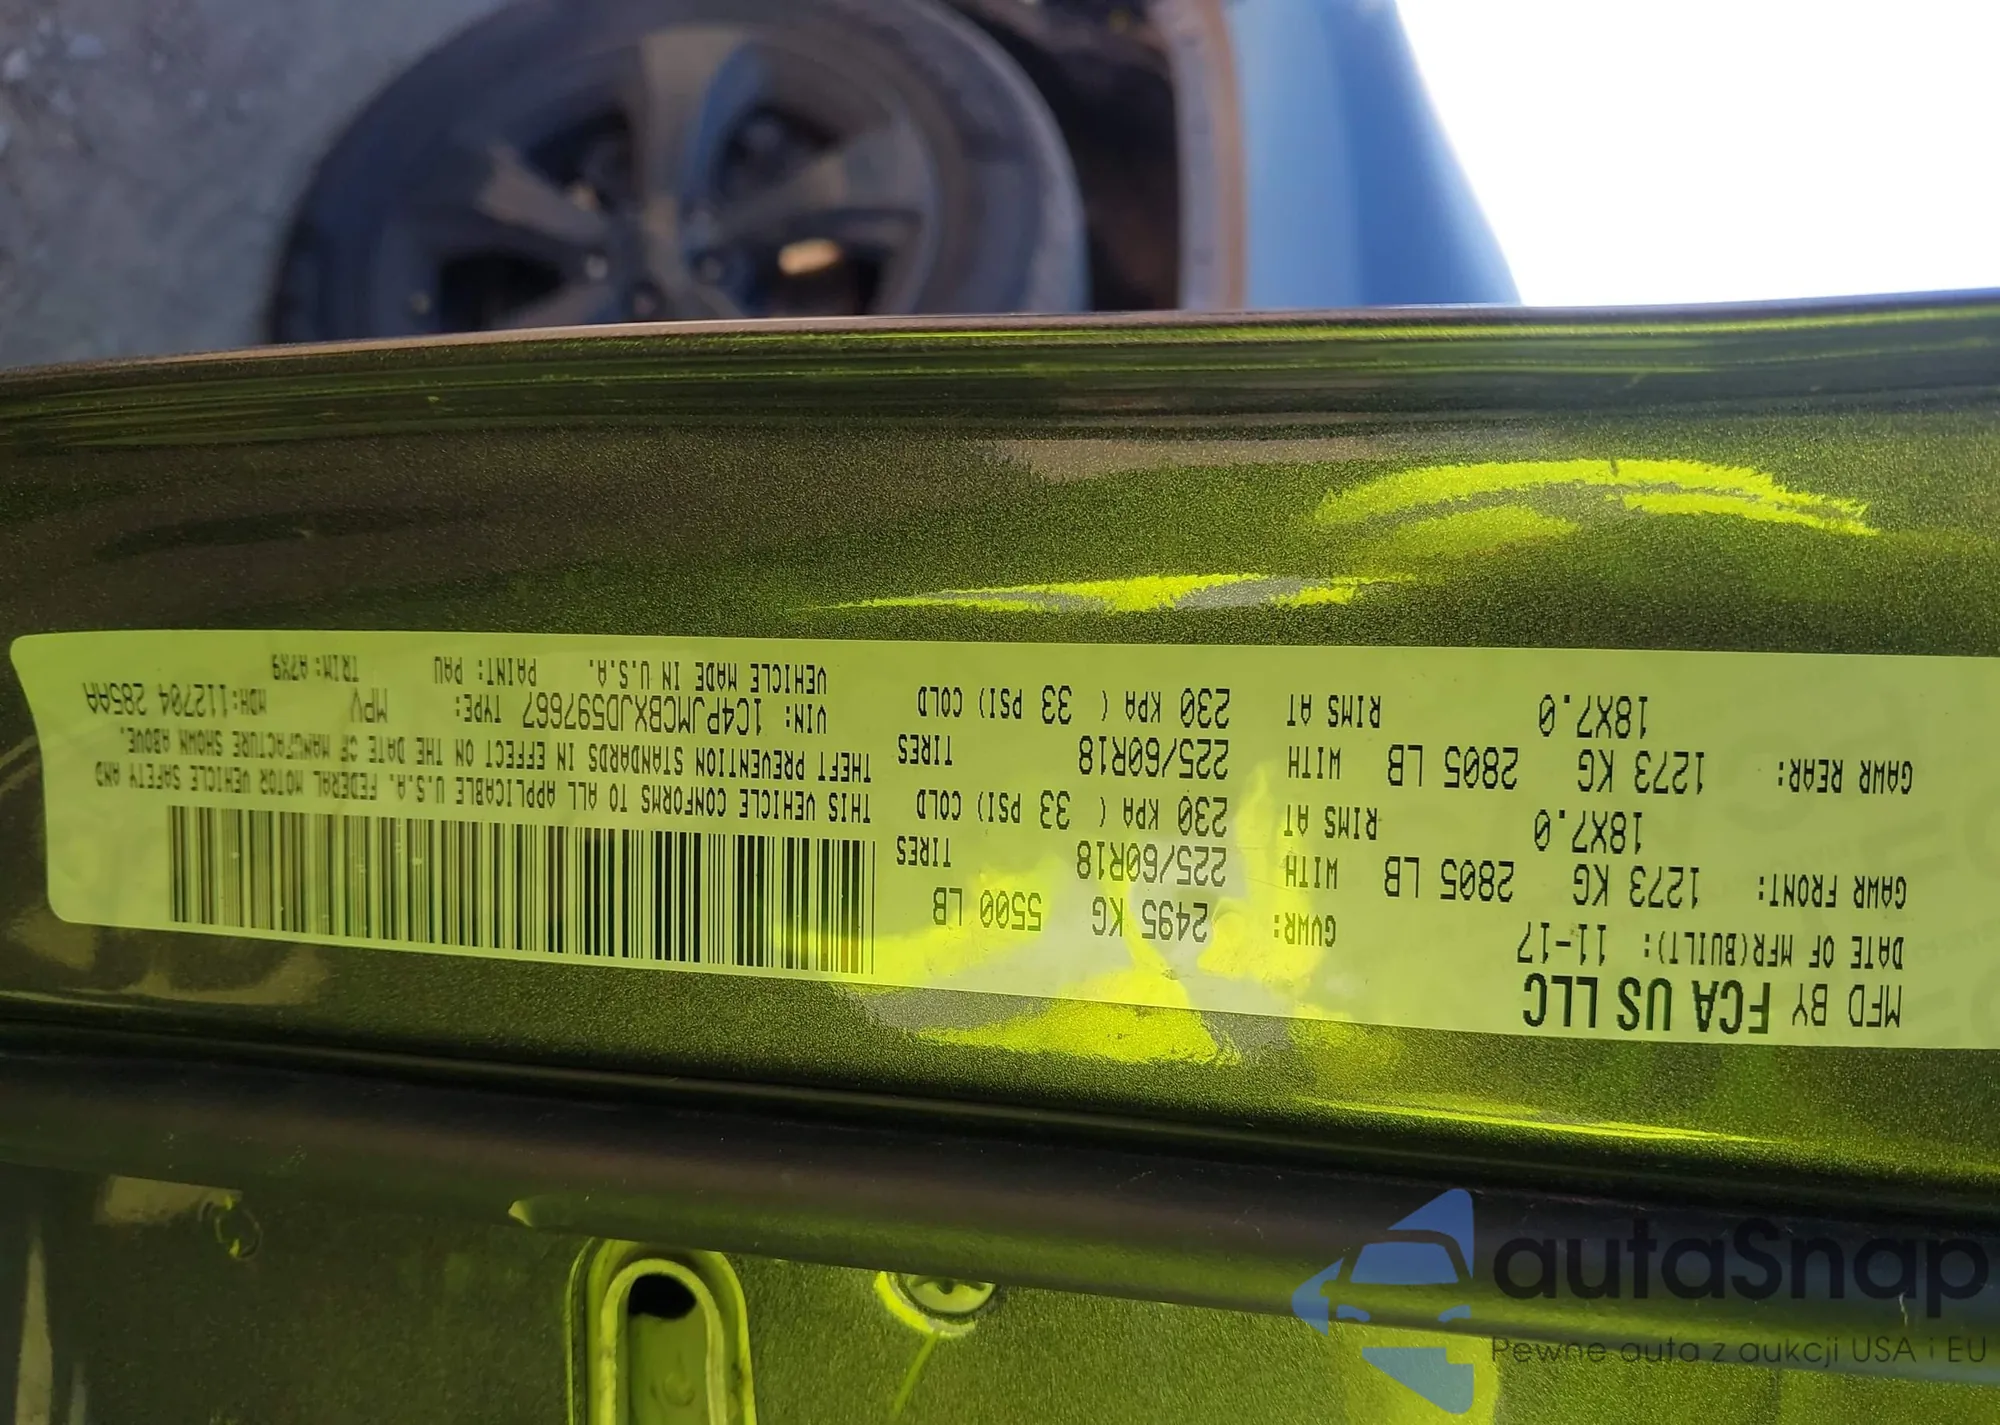 MFD BY FCA US LLC
DATE OF MFR(BUILT): 11-17 GVWR: 2495 KG 5500 LB
GAWR FRONT: 1273 KG 2805 LB WITH 225/60R18 TIRES
RIMS AT 18X7.0 230 KPA ( 33 PSI) COLD
GAWR REAR: 1273 KG 2805 LB WITH 225/60R18 TIRES
RIMS AT 18X7.0 230 KPA ( 33 PSI) COLD
THIS VEHICLE CONFORMS TO ALL APPLICABLE U.S.A. FEDERAL MOTOR VEHICLE SAFETY AND
THEFT PREVENTION STANDARDS IN EFFECT ON THE DATE OF MANUFACTURE SHOWN ABOVE.
VIN: 1C4PJMCBXJD597667 TYPE: MPV MDH:112704 285AA
VEHICLE MADE IN U.S.A. PAINT: PAU TRIM:A7X9
autaSnap
Pewne auta z aukcji USA i EU